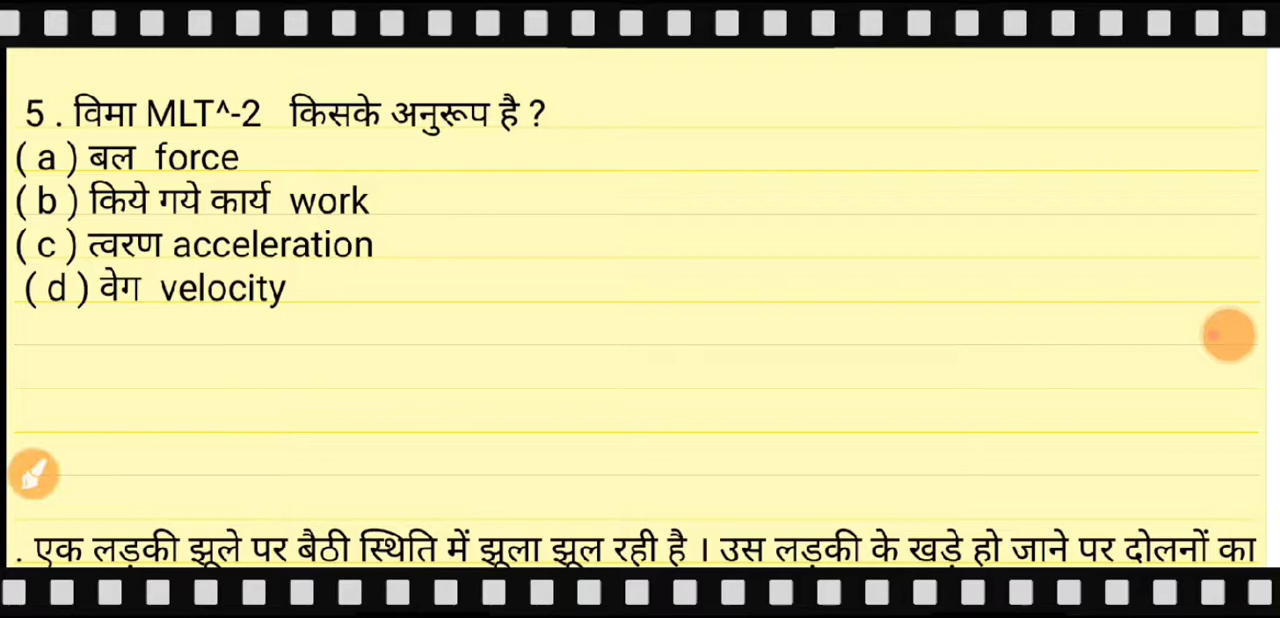 5 . विमा MLT^-2 किसके अनुरूप है ?
( a ) बल force
( b ) किये गये कार्य work
( c ) त्वरण acceleration
( d ) वेग velocity
. एक लड़की झूले पर बैठी स्थिति में झूला झूल रही है । उस लड़की के खड़े हो जाने पर दोलनों का